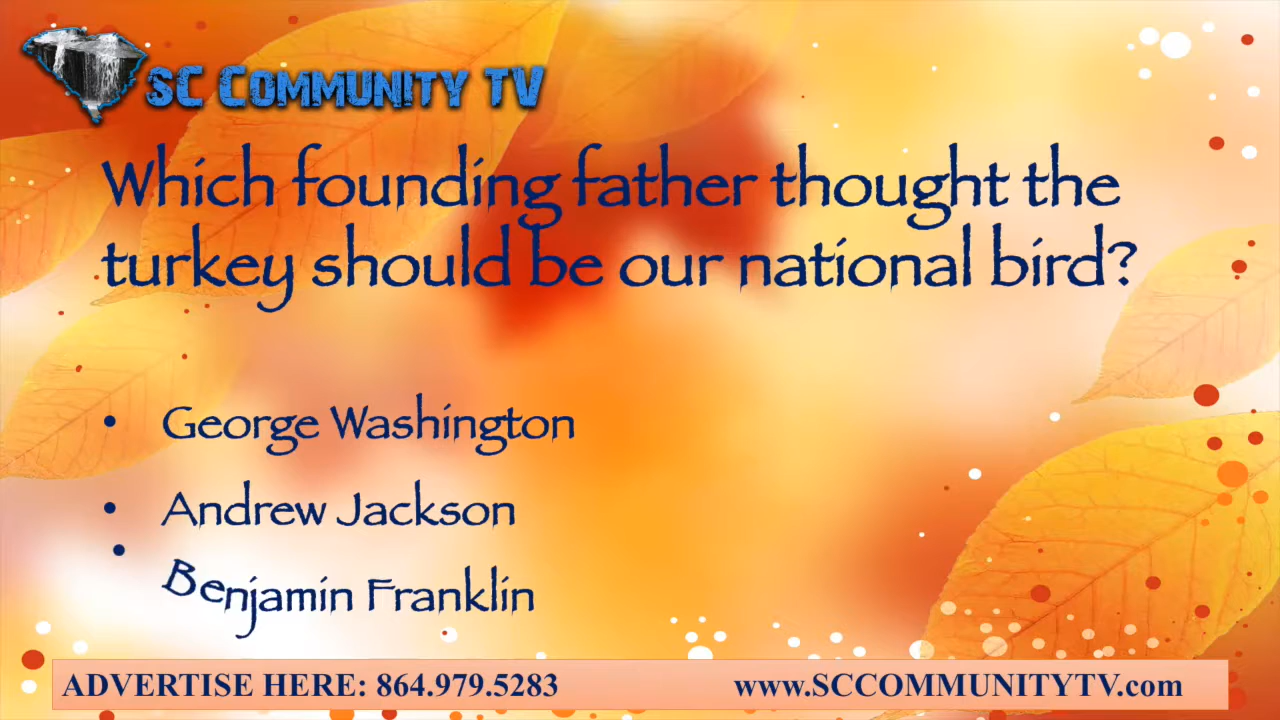 SC Community TV
Which founding father thought the
turkey should be our national bird?
• George Washington
• Andrew Jackson
• Benjamin Franklin
ADVERTISE HERE: 864.979.5283 www.SCCOMMUNITYTV.com